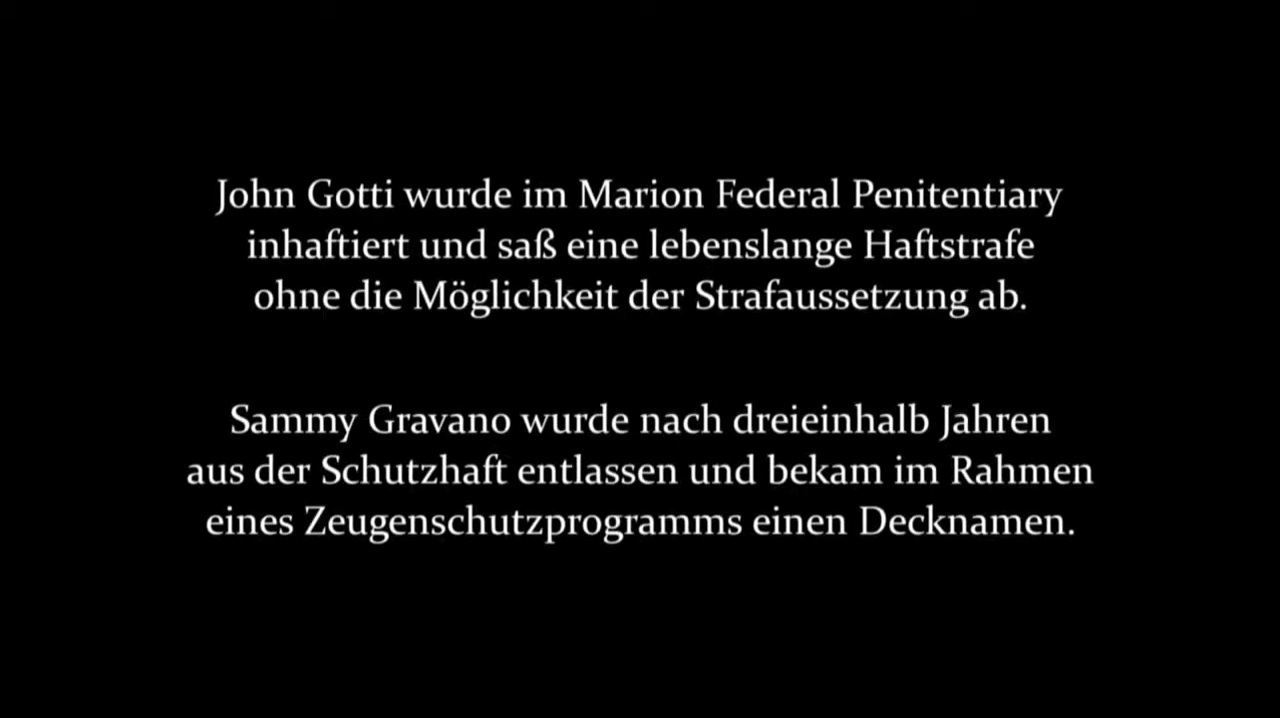 John Gotti wurde im Marion Federal Penitentiary
inhaftiert und saß eine lebenslange Haftstrafe
ohne die Möglichkeit der Strafaussetzung ab.
Sammy Gravano wurde nach dreieinhalb Jahren
aus der Schutzhaft entlassen und bekam im Rahmen
eines Zeugenschutzprogramms einen Decknamen.